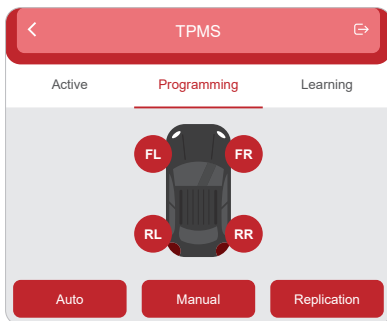 TPMS
Active Programming Learning
FL FR
RL RR
Auto Manual Replication